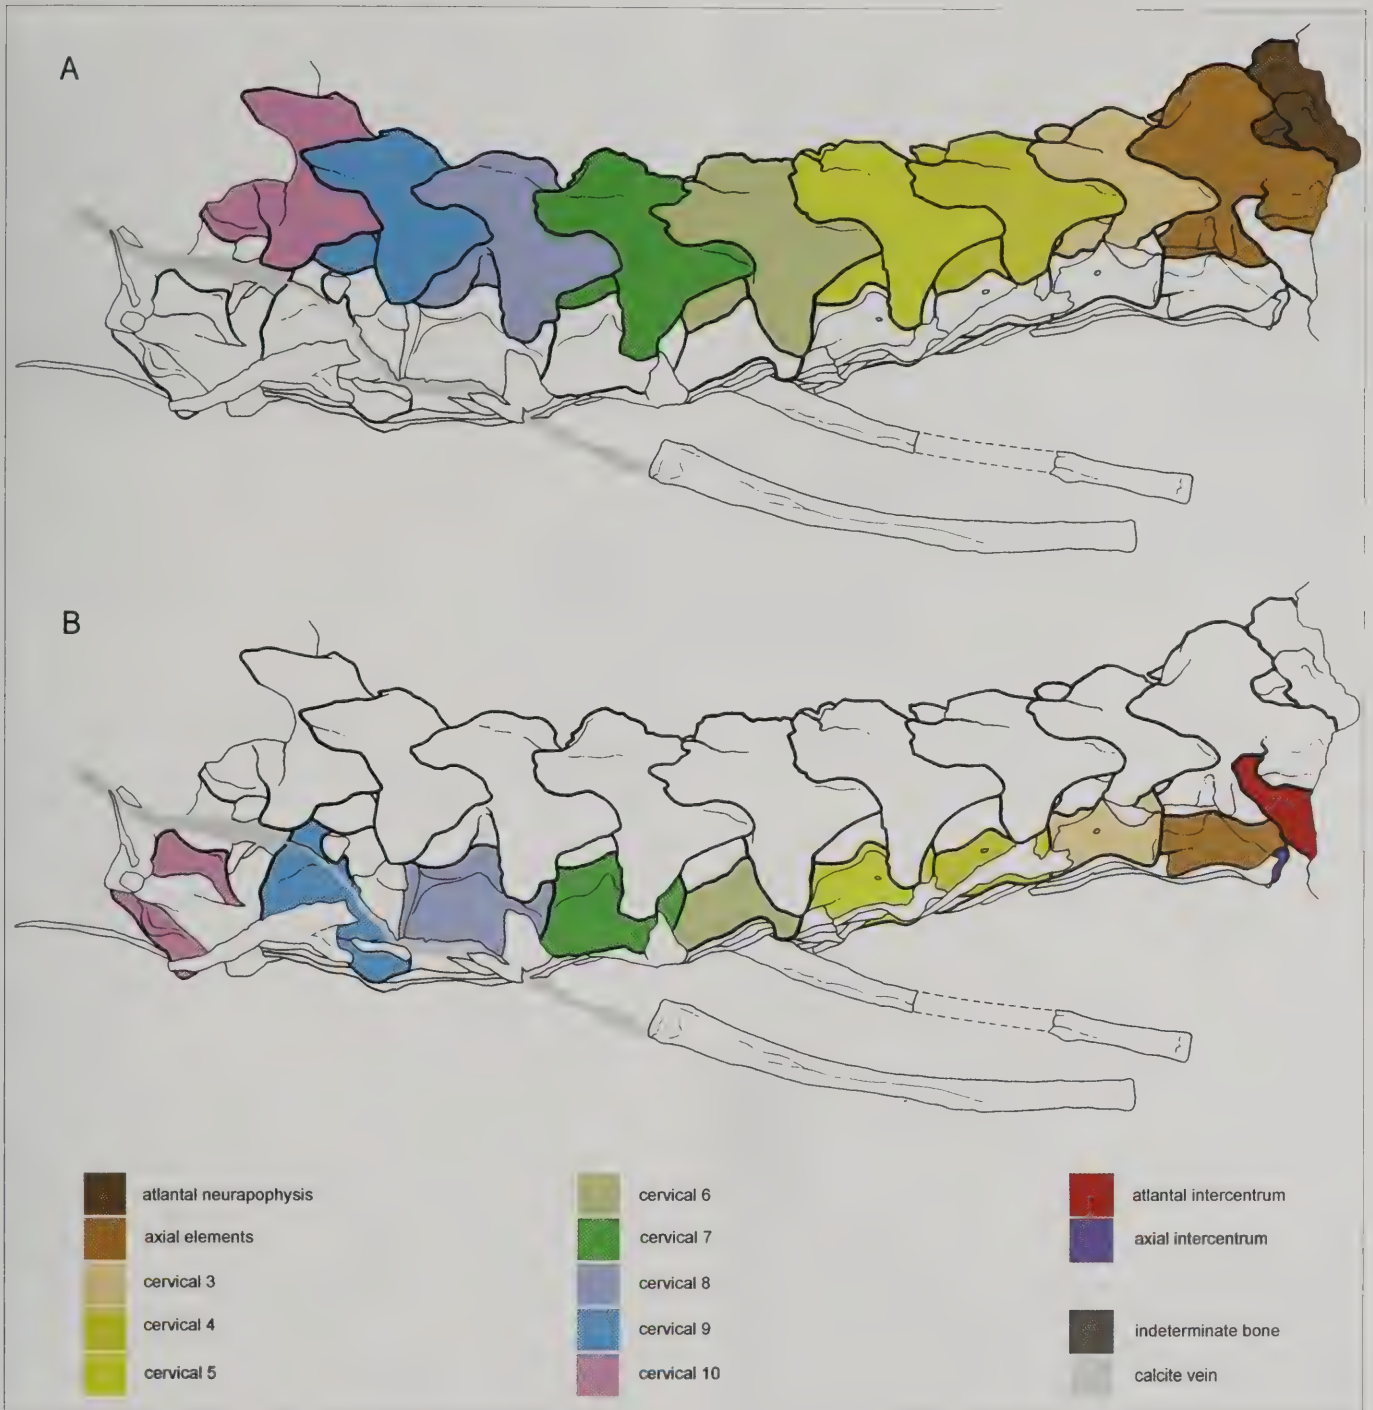 A
B
atlantal neurapophysis
axial elements
cervical 3
cervical 4
cervical 5
cervical 6
cervical 7
cervical 8
cervical 9
cervical 10
atlantal intercentrum
axial intercentrum
indeterminate bone
calcite vein